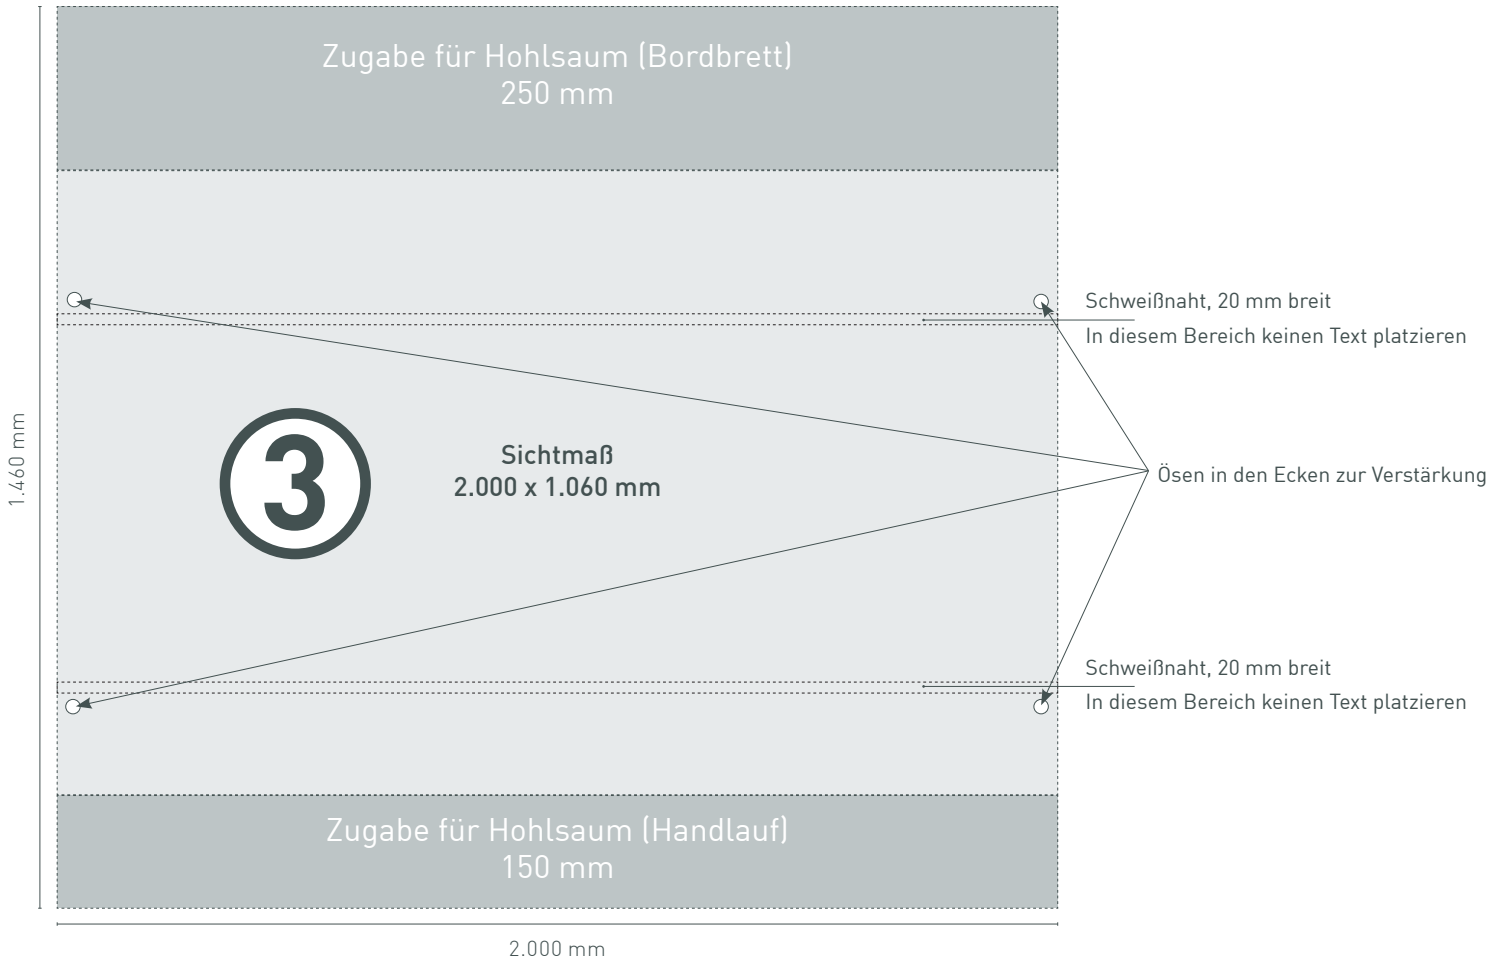 Zugabe für Hohlsaum (Bordbrett)
250 mm
Schweißnaht, 20 mm breit
In diesem Bereich keinen Text platzieren
1.460 mm
3
Sichtmaß
2.000 x 1.060 mm
Ösen in den Ecken zur Verstärkung
Schweißnaht, 20 mm breit
In diesem Bereich keinen Text platzieren
Zugabe für Hohlsaum (Handlauf)
150 mm
2.000 mm